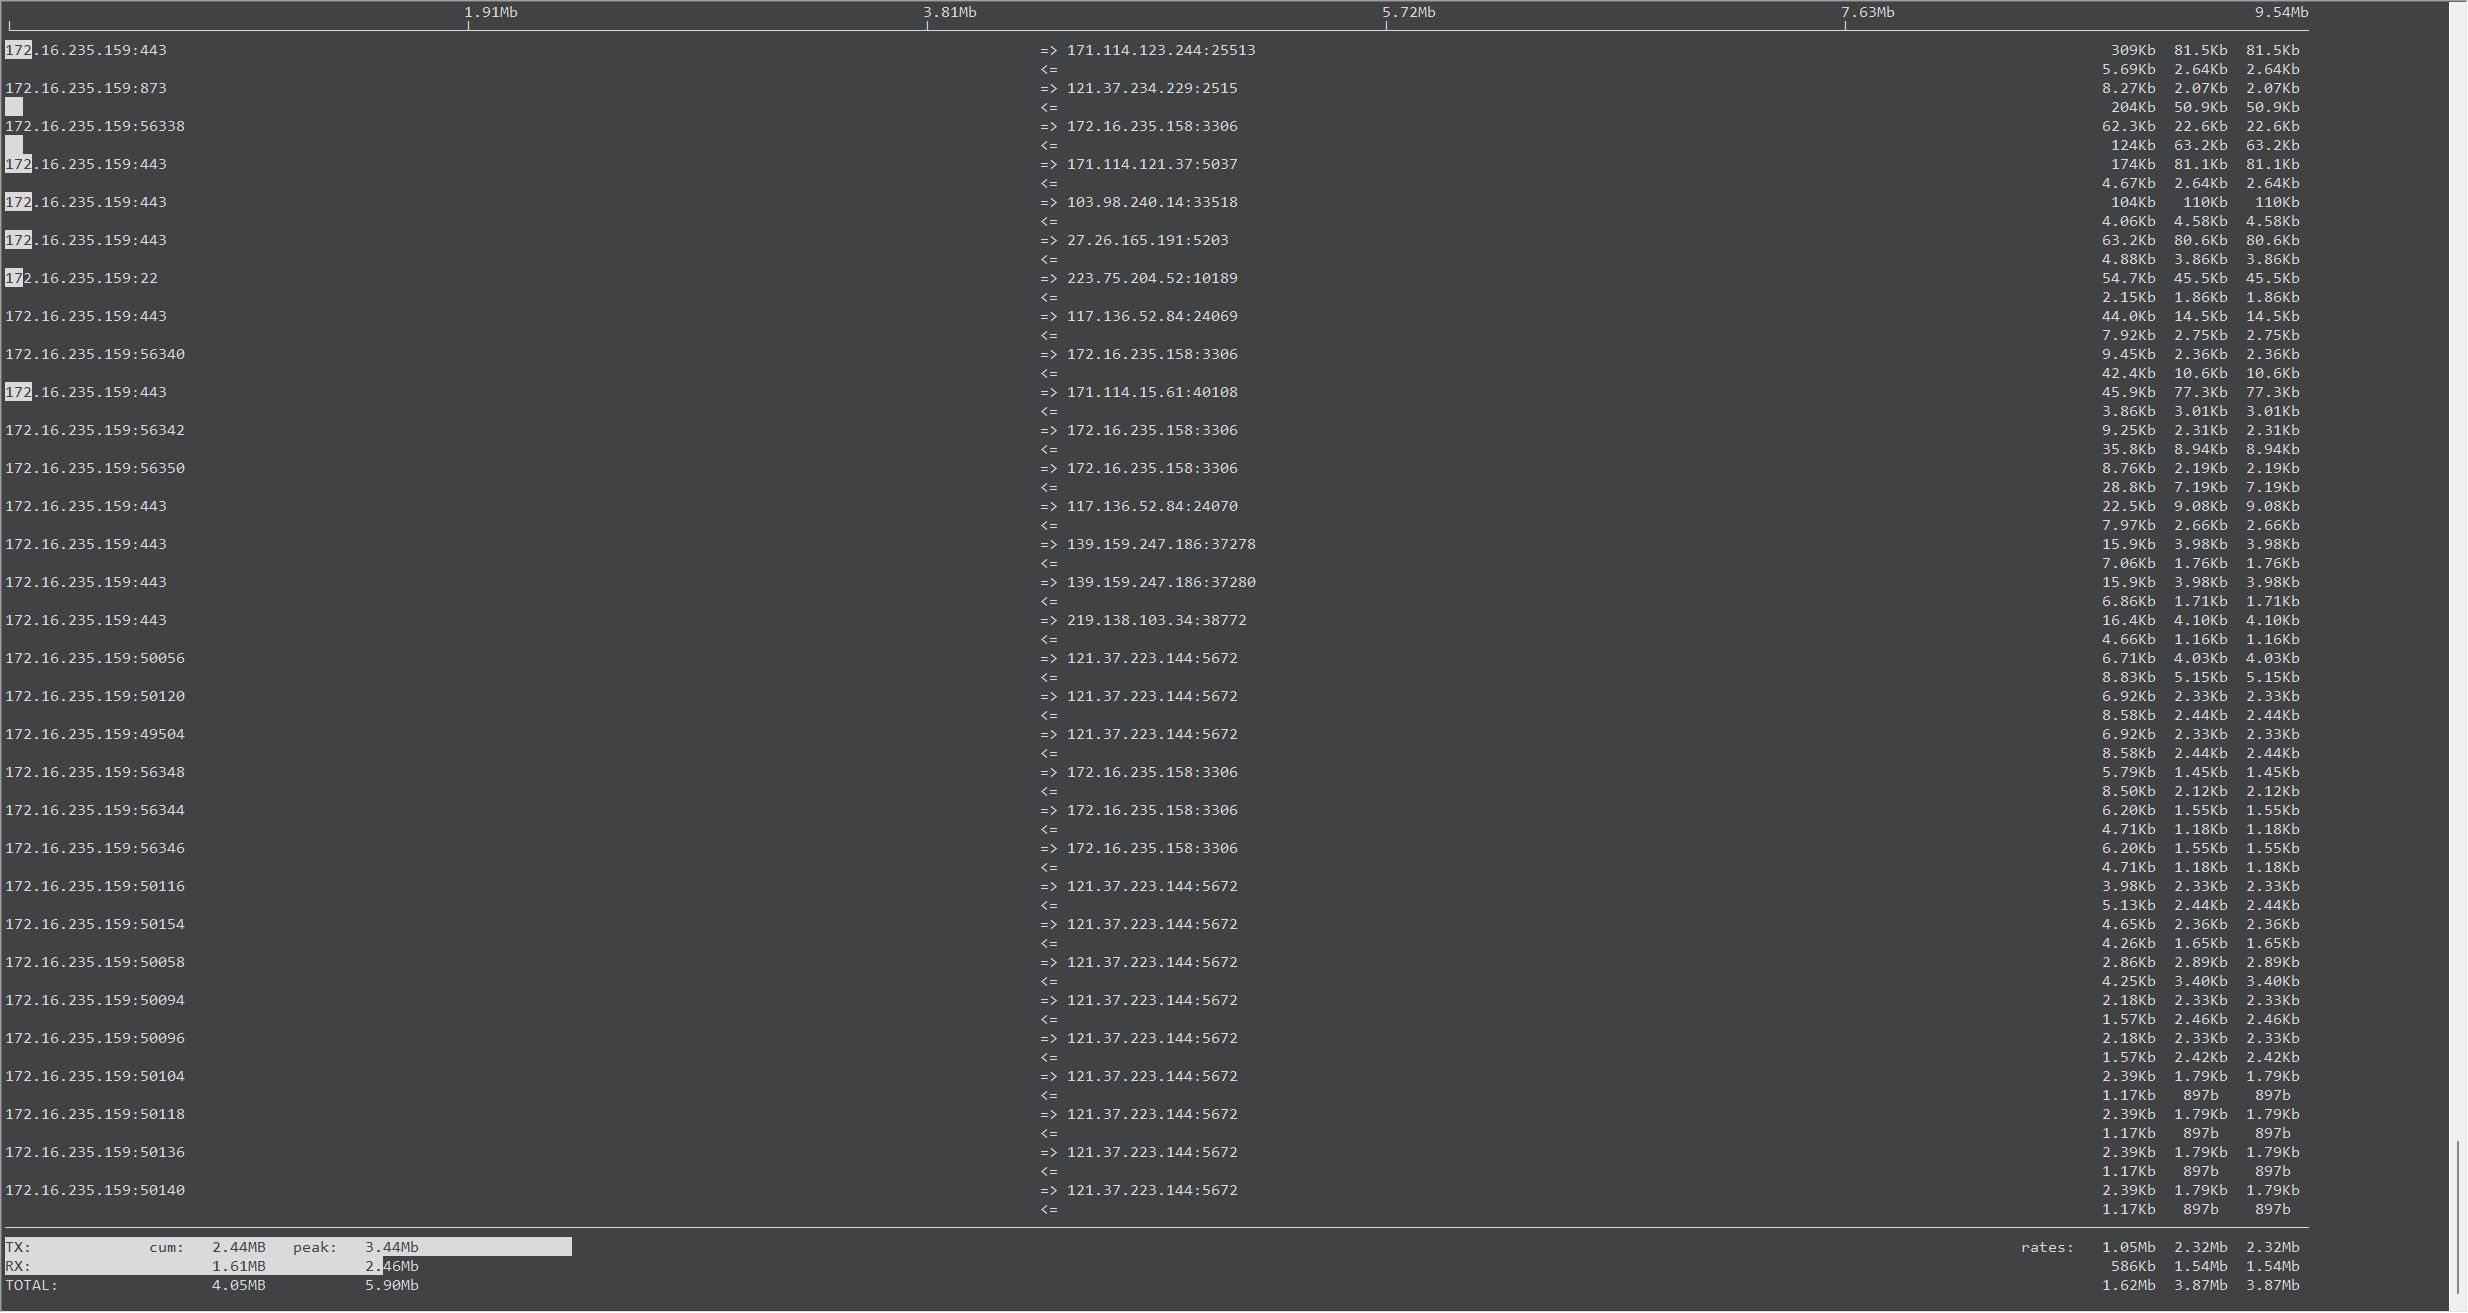 1.91Mb 3.81Mb 5.72Mb 7.63Mb 9.54Mb
172.16.235.159:443 => 171.114.123.244:25513 309Kb 81.5Kb 81.5Kb
<= 5.69Kb 2.64Kb 2.64Kb
172.16.235.159:873 => 121.37.234.229:2515 8.27Kb 2.07Kb 2.07Kb
<= 204Kb 50.9Kb 50.9Kb
172.16.235.159:56338 => 172.16.235.158:3306 62.3Kb 22.6Kb 22.6Kb
<= 124Kb 63.2Kb 63.2Kb
172.16.235.159:443 => 171.114.121.37:5037 174Kb 81.1Kb 81.1Kb
<= 4.67Kb 2.64Kb 2.64Kb
172.16.235.159:443 => 103.98.240.14:33518 104Kb 110Kb 110Kb
<= 4.06Kb 4.58Kb 4.58Kb
172.16.235.159:443 => 27.26.165.191:5203 63.2Kb 80.6Kb 80.6Kb
<= 4.88Kb 3.86Kb 3.86Kb
172.16.235.159:22 => 223.75.204.52:10189 54.7Kb 45.5Kb 45.5Kb
<= 2.15Kb 1.86Kb 1.86Kb
172.16.235.159:443 => 117.136.52.84:24069 44.0Kb 14.5Kb 14.5Kb
<= 7.92Kb 2.75Kb 2.75Kb
172.16.235.159:56340 => 172.16.235.158:3306 9.45Kb 2.36Kb 2.36Kb
<= 42.4Kb 10.6Kb 10.6Kb
172.16.235.159:443 => 171.114.15.61:40108 45.9Kb 77.3Kb 77.3Kb
<= 3.86Kb 3.01Kb 3.01Kb
172.16.235.159:56342 => 172.16.235.158:3306 9.25Kb 2.31Kb 2.31Kb
<= 35.8Kb 8.94Kb 8.94Kb
172.16.235.159:56350 => 172.16.235.158:3306 8.76Kb 2.19Kb 2.19Kb
<= 28.8Kb 7.19Kb 7.19Kb
172.16.235.159:443 => 117.136.52.84:24070 22.5Kb 9.08Kb 9.08Kb
<= 7.97Kb 2.66Kb 2.66Kb
172.16.235.159:443 => 139.159.247.186:37278 15.9Kb 3.98Kb 3.98Kb
<= 7.06Kb 1.76Kb 1.76Kb
172.16.235.159:443 => 139.159.247.186:37280 15.9Kb 3.98Kb 3.98Kb
<= 6.86Kb 1.71Kb 1.71Kb
172.16.235.159:443 => 219.138.103.34:38772 16.4Kb 4.10Kb 4.10Kb
<= 4.66Kb 1.16Kb 1.16Kb
172.16.235.159:50056 => 121.37.223.144:5672 6.71Kb 4.03Kb 4.03Kb
<= 8.83Kb 5.15Kb 5.15Kb
172.16.235.159:50120 => 121.37.223.144:5672 6.92Kb 2.33Kb 2.33Kb
<= 8.58Kb 2.44Kb 2.44Kb
172.16.235.159:49504 => 121.37.223.144:5672 6.92Kb 2.33Kb 2.33Kb
<= 8.58Kb 2.44Kb 2.44Kb
172.16.235.159:56348 => 172.16.235.158:3306 5.79Kb 1.45Kb 1.45Kb
<= 8.50Kb 2.12Kb 2.12Kb
172.16.235.159:56344 => 172.16.235.158:3306 6.20Kb 1.55Kb 1.55Kb
<= 4.71Kb 1.18Kb 1.18Kb
172.16.235.159:56346 => 172.16.235.158:3306 6.20Kb 1.55Kb 1.55Kb
<= 4.71Kb 1.18Kb 1.18Kb
172.16.235.159:50116 => 121.37.223.144:5672 3.98Kb 2.33Kb 2.33Kb
<= 5.13Kb 2.44Kb 2.44Kb
172.16.235.159:50154 => 121.37.223.144:5672 4.65Kb 2.36Kb 2.36Kb
<= 4.26Kb 1.65Kb 1.65Kb
172.16.235.159:50058 => 121.37.223.144:5672 2.86Kb 2.89Kb 2.89Kb
<= 4.25Kb 3.40Kb 3.40Kb
172.16.235.159:50094 => 121.37.223.144:5672 2.18Kb 2.33Kb 2.33Kb
<= 1.57Kb 2.46Kb 2.46Kb
172.16.235.159:50096 => 121.37.223.144:5672 2.18Kb 2.33Kb 2.33Kb
<= 1.57Kb 2.42Kb 2.42Kb
172.16.235.159:50104 => 121.37.223.144:5672 2.39Kb 1.79Kb 1.79Kb
<= 1.17Kb 897b 897b
172.16.235.159:50118 => 121.37.223.144:5672 2.39Kb 1.79Kb 1.79Kb
<= 1.17Kb 897b 897b
172.16.235.159:50136 => 121.37.223.144:5672 2.39Kb 1.79Kb 1.79Kb
<= 1.17Kb 897b 897b
172.16.235.159:50140 => 121.37.223.144:5672 2.39Kb 1.79Kb 1.79Kb
<= 1.17Kb 897b 897b
TX: cum: 2.44MB peak: 3.44Mb rates: 1.05Mb 2.32Mb 2.32Mb
RX: 1.61MB 2.46Mb 586Kb 1.54Mb 1.54Mb
TOTAL: 4.05MB 5.90Mb 1.62Mb 3.87Mb 3.87Mb